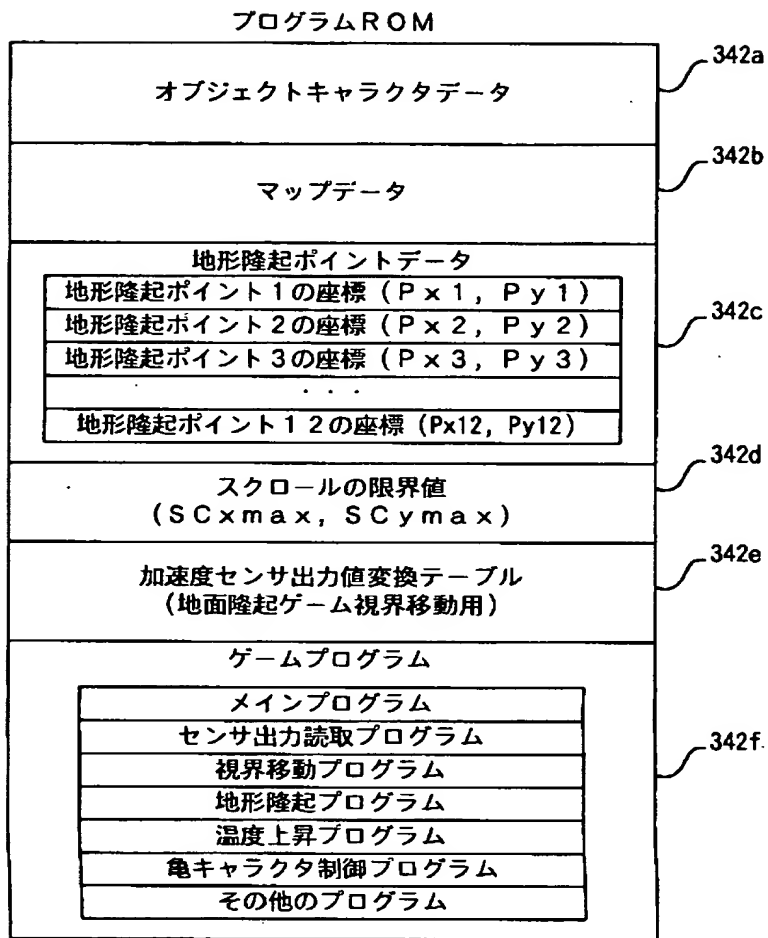 プログラムROM
342a
オブジェクトキャラクタデータ
342b
マップデータ
地形隆起ポイントデータ
地形隆起ポイント1の座標(Px1, Py1)
地形隆起ポイント2の座標(Px2, Py2)
342c
地形隆起ポイント3の座標(Px3, Py3)
・・・
地形隆起ポイント12の座標(Px12, Py12)
342d
スクロールの限界値
(SCxmax, SCymax)
342e
加速度センサ出力値変換テーブル
(地面隆起ゲーム視界移動用)
ゲームプログラム
メインプログラム
センサ出力読取プログラム
342f
視界移動プログラム
地形隆起プログラム
温度上昇プログラム
亀キャラクタ制御プログラム
その他のプログラム